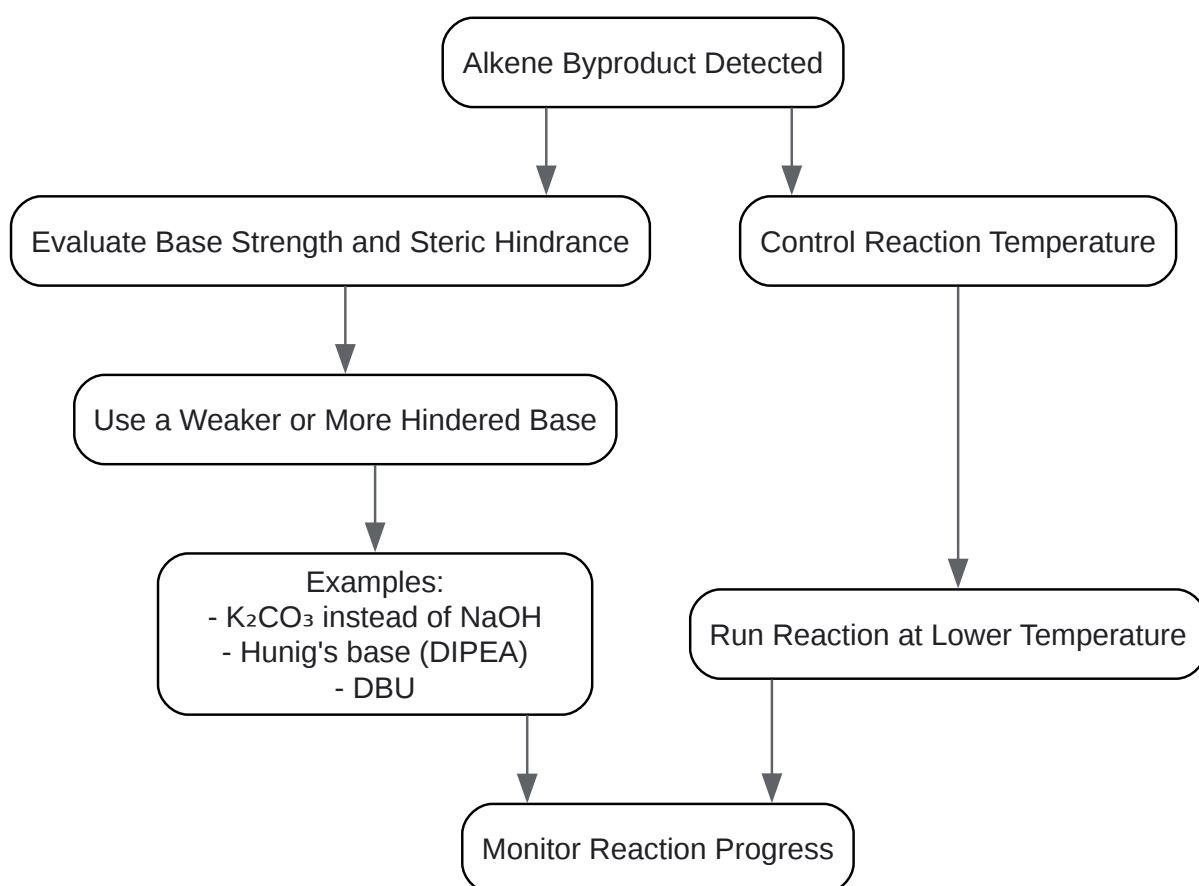 Alkene Byproduct Detected
Evaluate Base Strength and Steric Hindrance
Control Reaction Temperature
Use a Weaker or More Hindered Base
Examples:
- K₂CO₃ instead of NaOH
- Hunig's base (DIPEA)
- DBU
Run Reaction at Lower Temperature
Monitor Reaction Progress